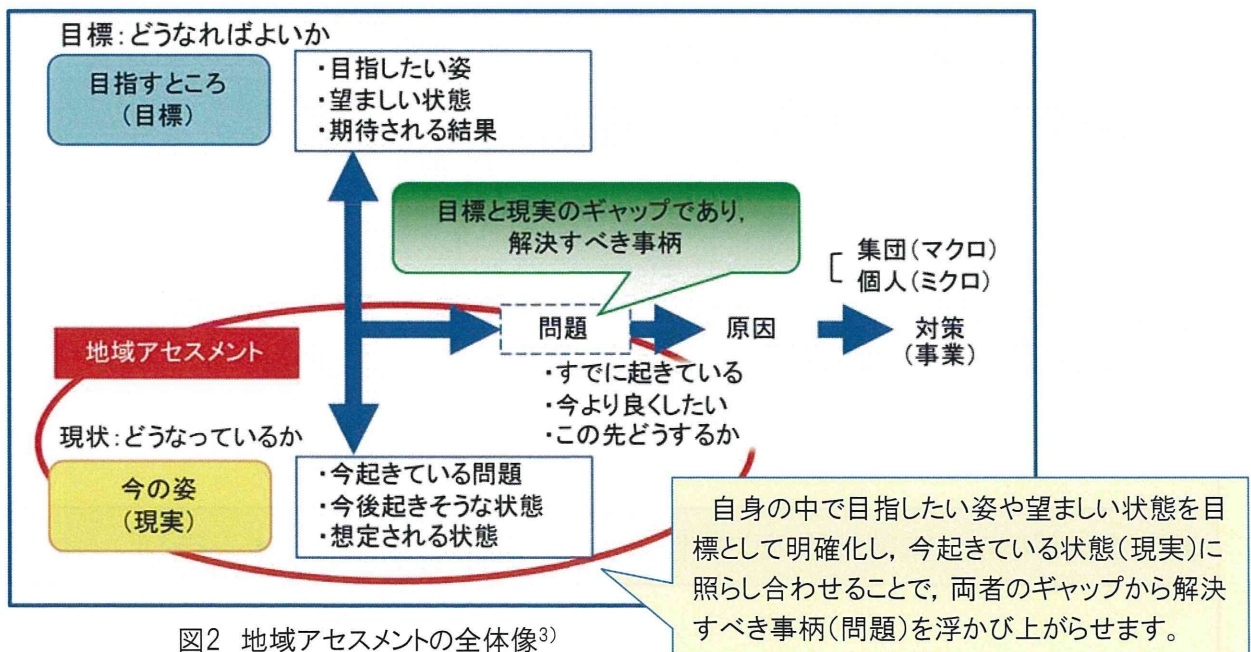 目標：どうなればよいか
目指すところ
（目標）
・目指したい姿
・望ましい状態
・期待される結果
目標と現実のギャップであり，
解決すべき事柄
集団（マクロ）
個人（ミクロ）
地域アセスメント
問題
原因
対策
（事業）
・すでに起きている
・今より良くしたい
・この先どうするか
現状：どうなっているか
今の姿
（現実）
・今起きている問題
・今後起きそうな状態
・想定される状態
自身の中で目指したい姿や望ましい状態を目
標として明確化し，今起きている状態（現実）に
照らし合わせることで，両者のギャップから解決
すべき事柄（問題）を浮かび上がらせます。
図2 地域アセスメントの全体像3)